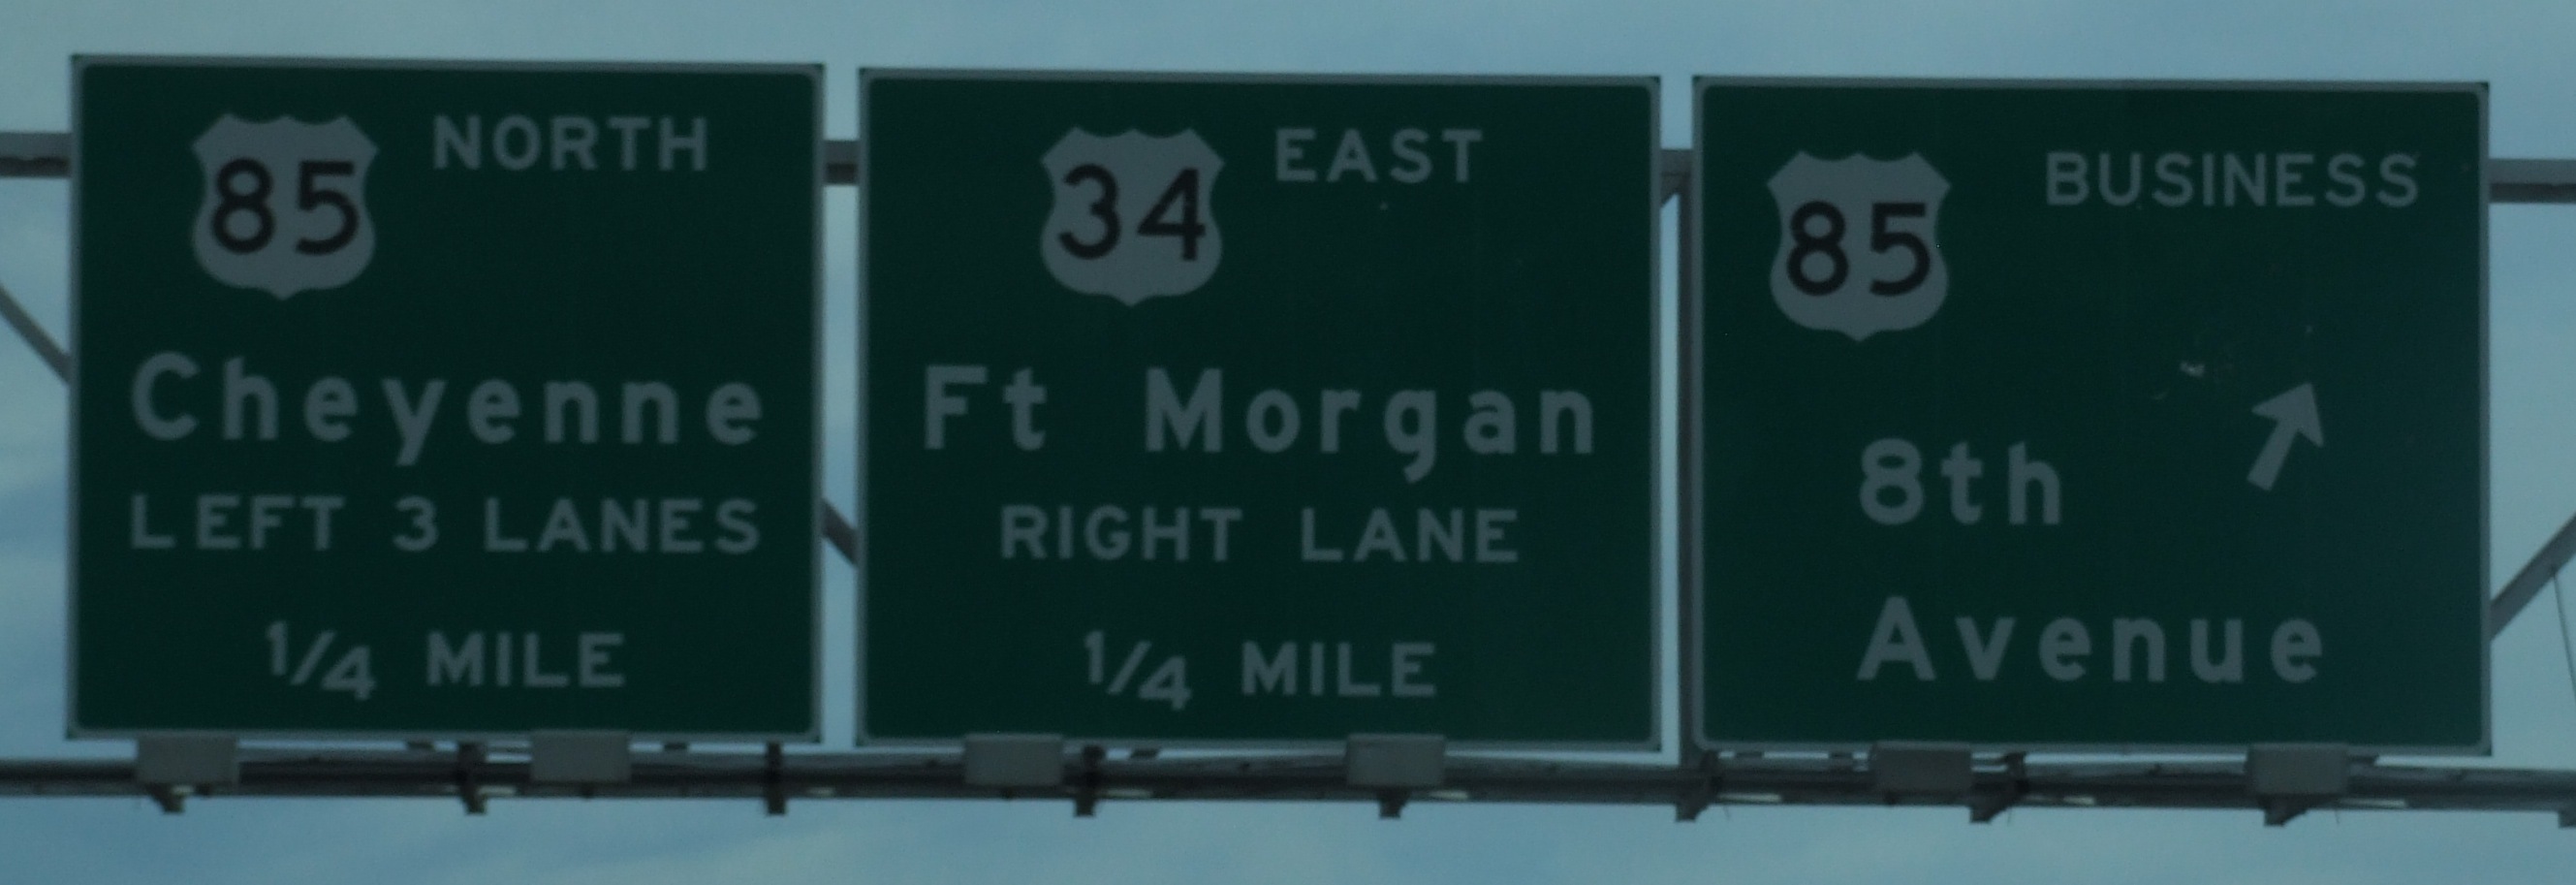 85 NORTH
Cheyenne
LEFT 3 LANES
1/4 MILE
34 EAST
Ft Morgan
RIGHT LANE
1/4 MILE
85 BUSINESS
8th
Avenue